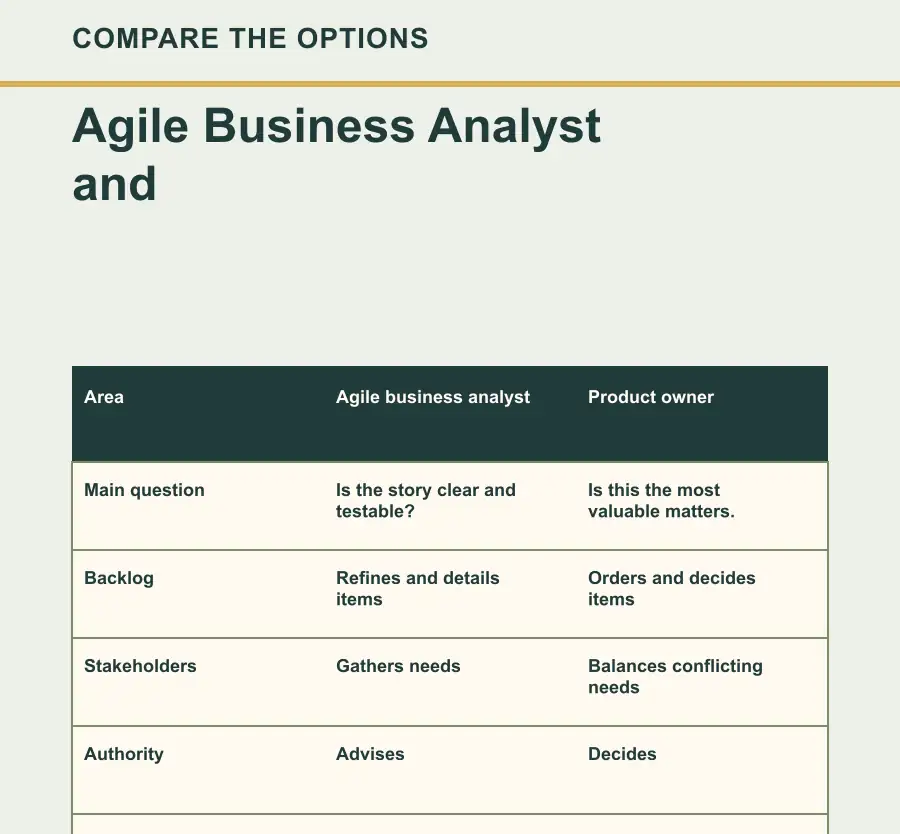 COMPARE THE OPTIONS
Agile Business Analyst
and
Area
Agile business analyst
Product owner
Main question
Is the story clear and
testable?
Is this the most
valuable matters.
Backlog
Refines and details
items
Orders and decides
items
Stakeholders
Gathers needs
Balances conflicting
needs
Authority
Advises
Decides